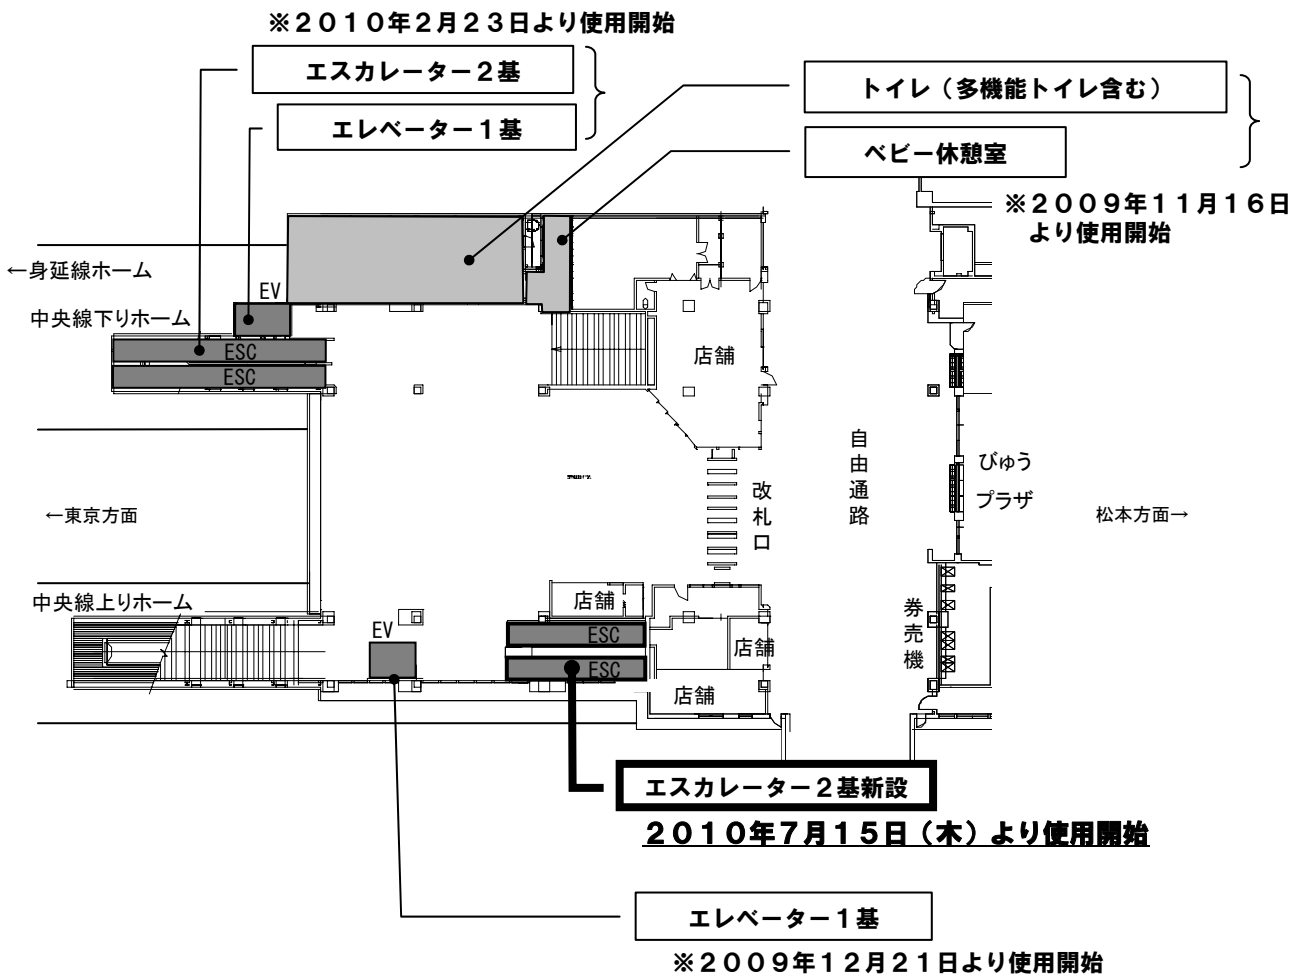 ※２０１０年２月２３日より使用開始
エスカレーター２基
エレベーター１基
トイレ（多機能トイレ含む）
ベビー休憩室
※２００９年１１月１６日
より使用開始
←身延線ホーム
EV
中央線下りホーム
ESC
ESC
店舗
自由通路
びゅう
プラザ
改札口
←東京方面
松本方面→
中央線上りホーム
店舗
券売機
EV
ESC
店舗
ESC
店舗
エスカレーター２基新設
２０１０年７月１５日（木）より使用開始
エレベーター１基
※２００９年１２月２１日より使用開始